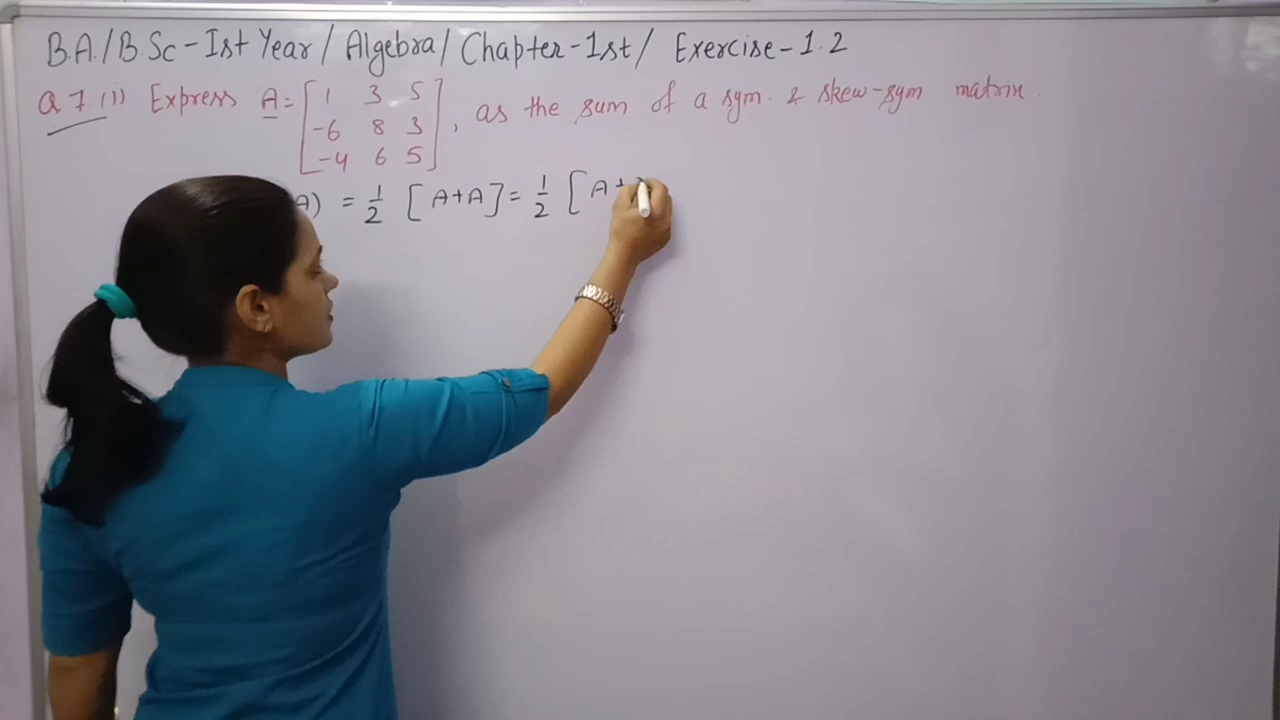 B.A./B.Sc - Ist Year / Algebra / Chapter - 1st / Exercise - 1.2
Q 7. (i) Express A = [1 3 5
-6 8 3
-4 6 5], as the sum of a sym. & skew-sym matrix.
A) = 1/2 [A+A] = 1/2 [A+